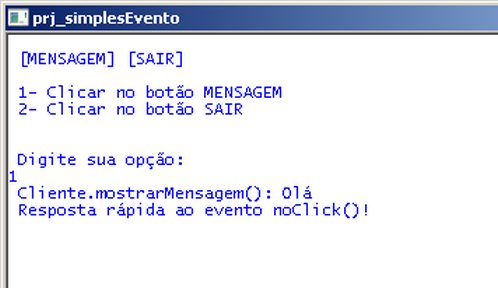 prj_simplesEvento
[MENSAGEM] [SAIR]
1- Clicar no botão MENSAGEM
2- Clicar no botão SAIR
Digite sua opção:
1
Cliente.mostrarMensagem(): Olá
Resposta rápida ao evento noClick()!